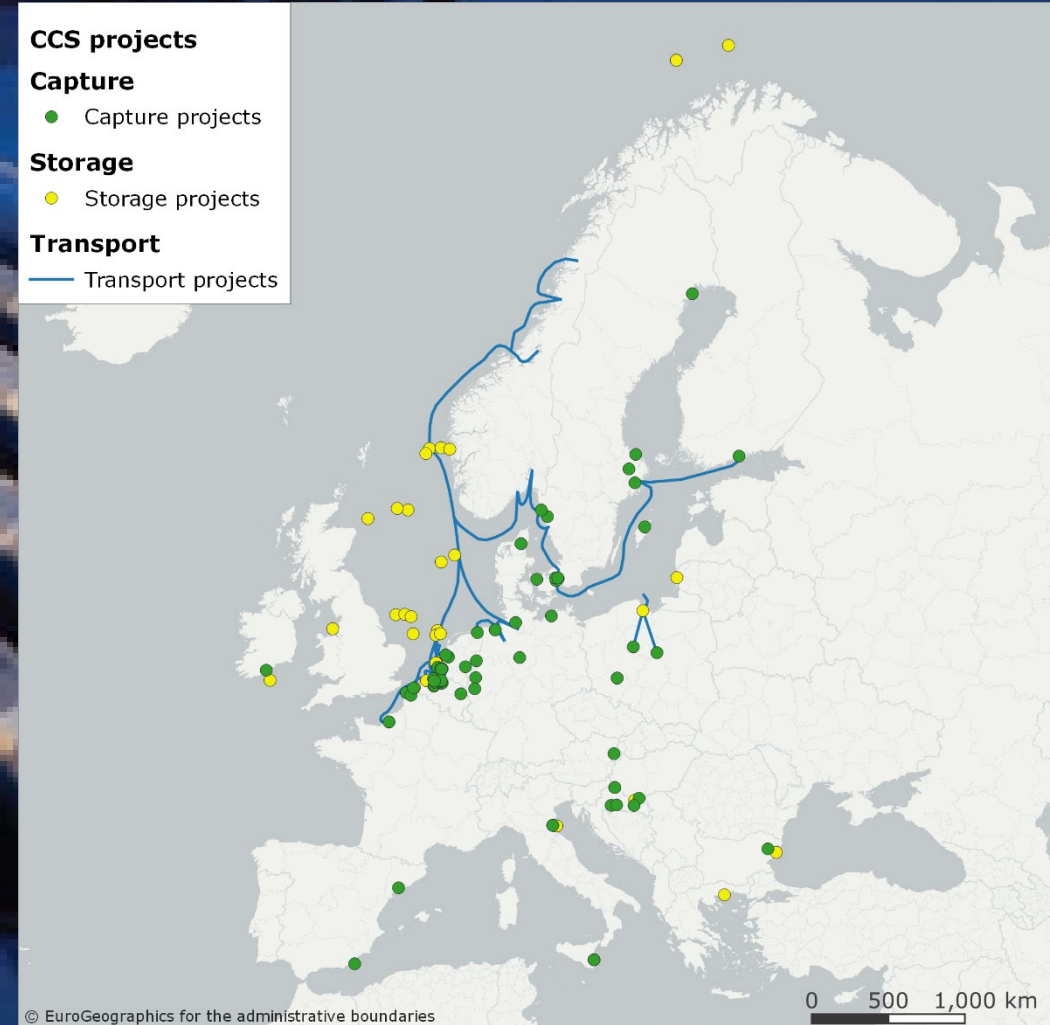 CCS projects
Capture
Capture projects
Storage
Storage projects
Transport
Transport projects
0 500 1,000 km
© EuroGeographics for the administrative boundaries